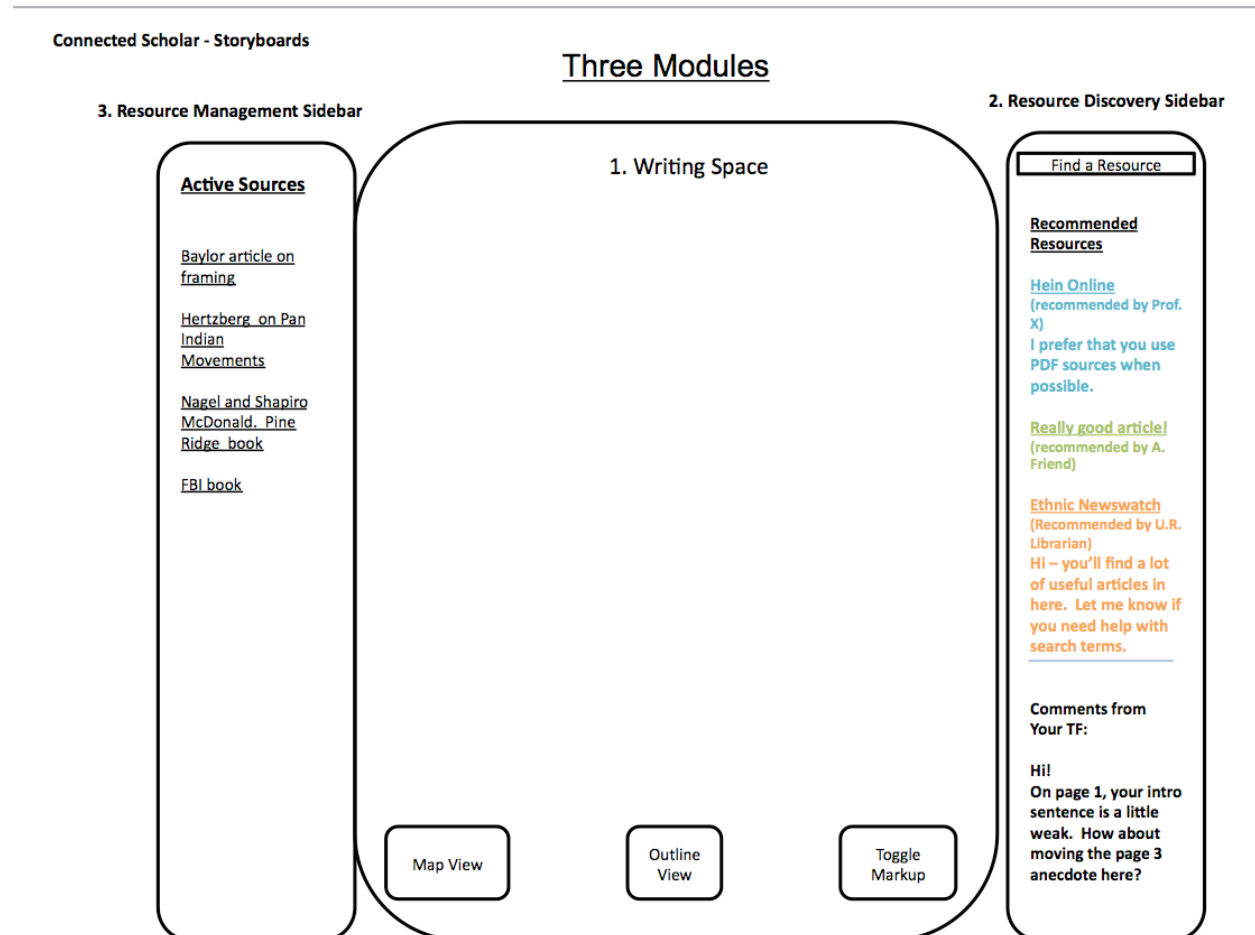 Connected Scholar - Storyboards
Three Modules
3. Resource Management Sidebar
2. Resource Discovery Sidebar
Active Sources
Baylor article on
framing
Hertzberg on Pan
Indian
Movements
Nagel and Shapiro
McDonald. Pine
Ridge book
FBI book
1. Writing Space
Map View
Outline
View
Toggle
Markup
Find a Resource
Recommended
Resources
Hein Online
(recommended by Prof.
X)
I prefer that you use
PDF sources when
possible.
Really good article!
(recommended by A.
Friend)
Ethnic Newswatch
(Recommended by U.R.
Librarian)
Hi – you'll find a lot
of useful articles in
here. Let me know if
you need help with
search terms.
Comments from
Your TF:
Hi!
On page 1, your intro
sentence is a little
weak. How about
moving the page 3
anecdote here?